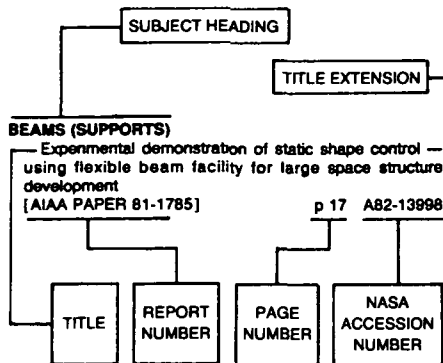 SUBJECT HEADING
TITLE EXTENSION
BEAMS (SUPPORTS)
Expenmental demonstration of static shape control —
using flexible beam facility for large space structure
development
[AIAA PAPER 81-1785] p 17 A82-13998
TITLE
REPORT
NUMBER
PAGE
NUMBER
NASA
ACCESSION
NUMBER